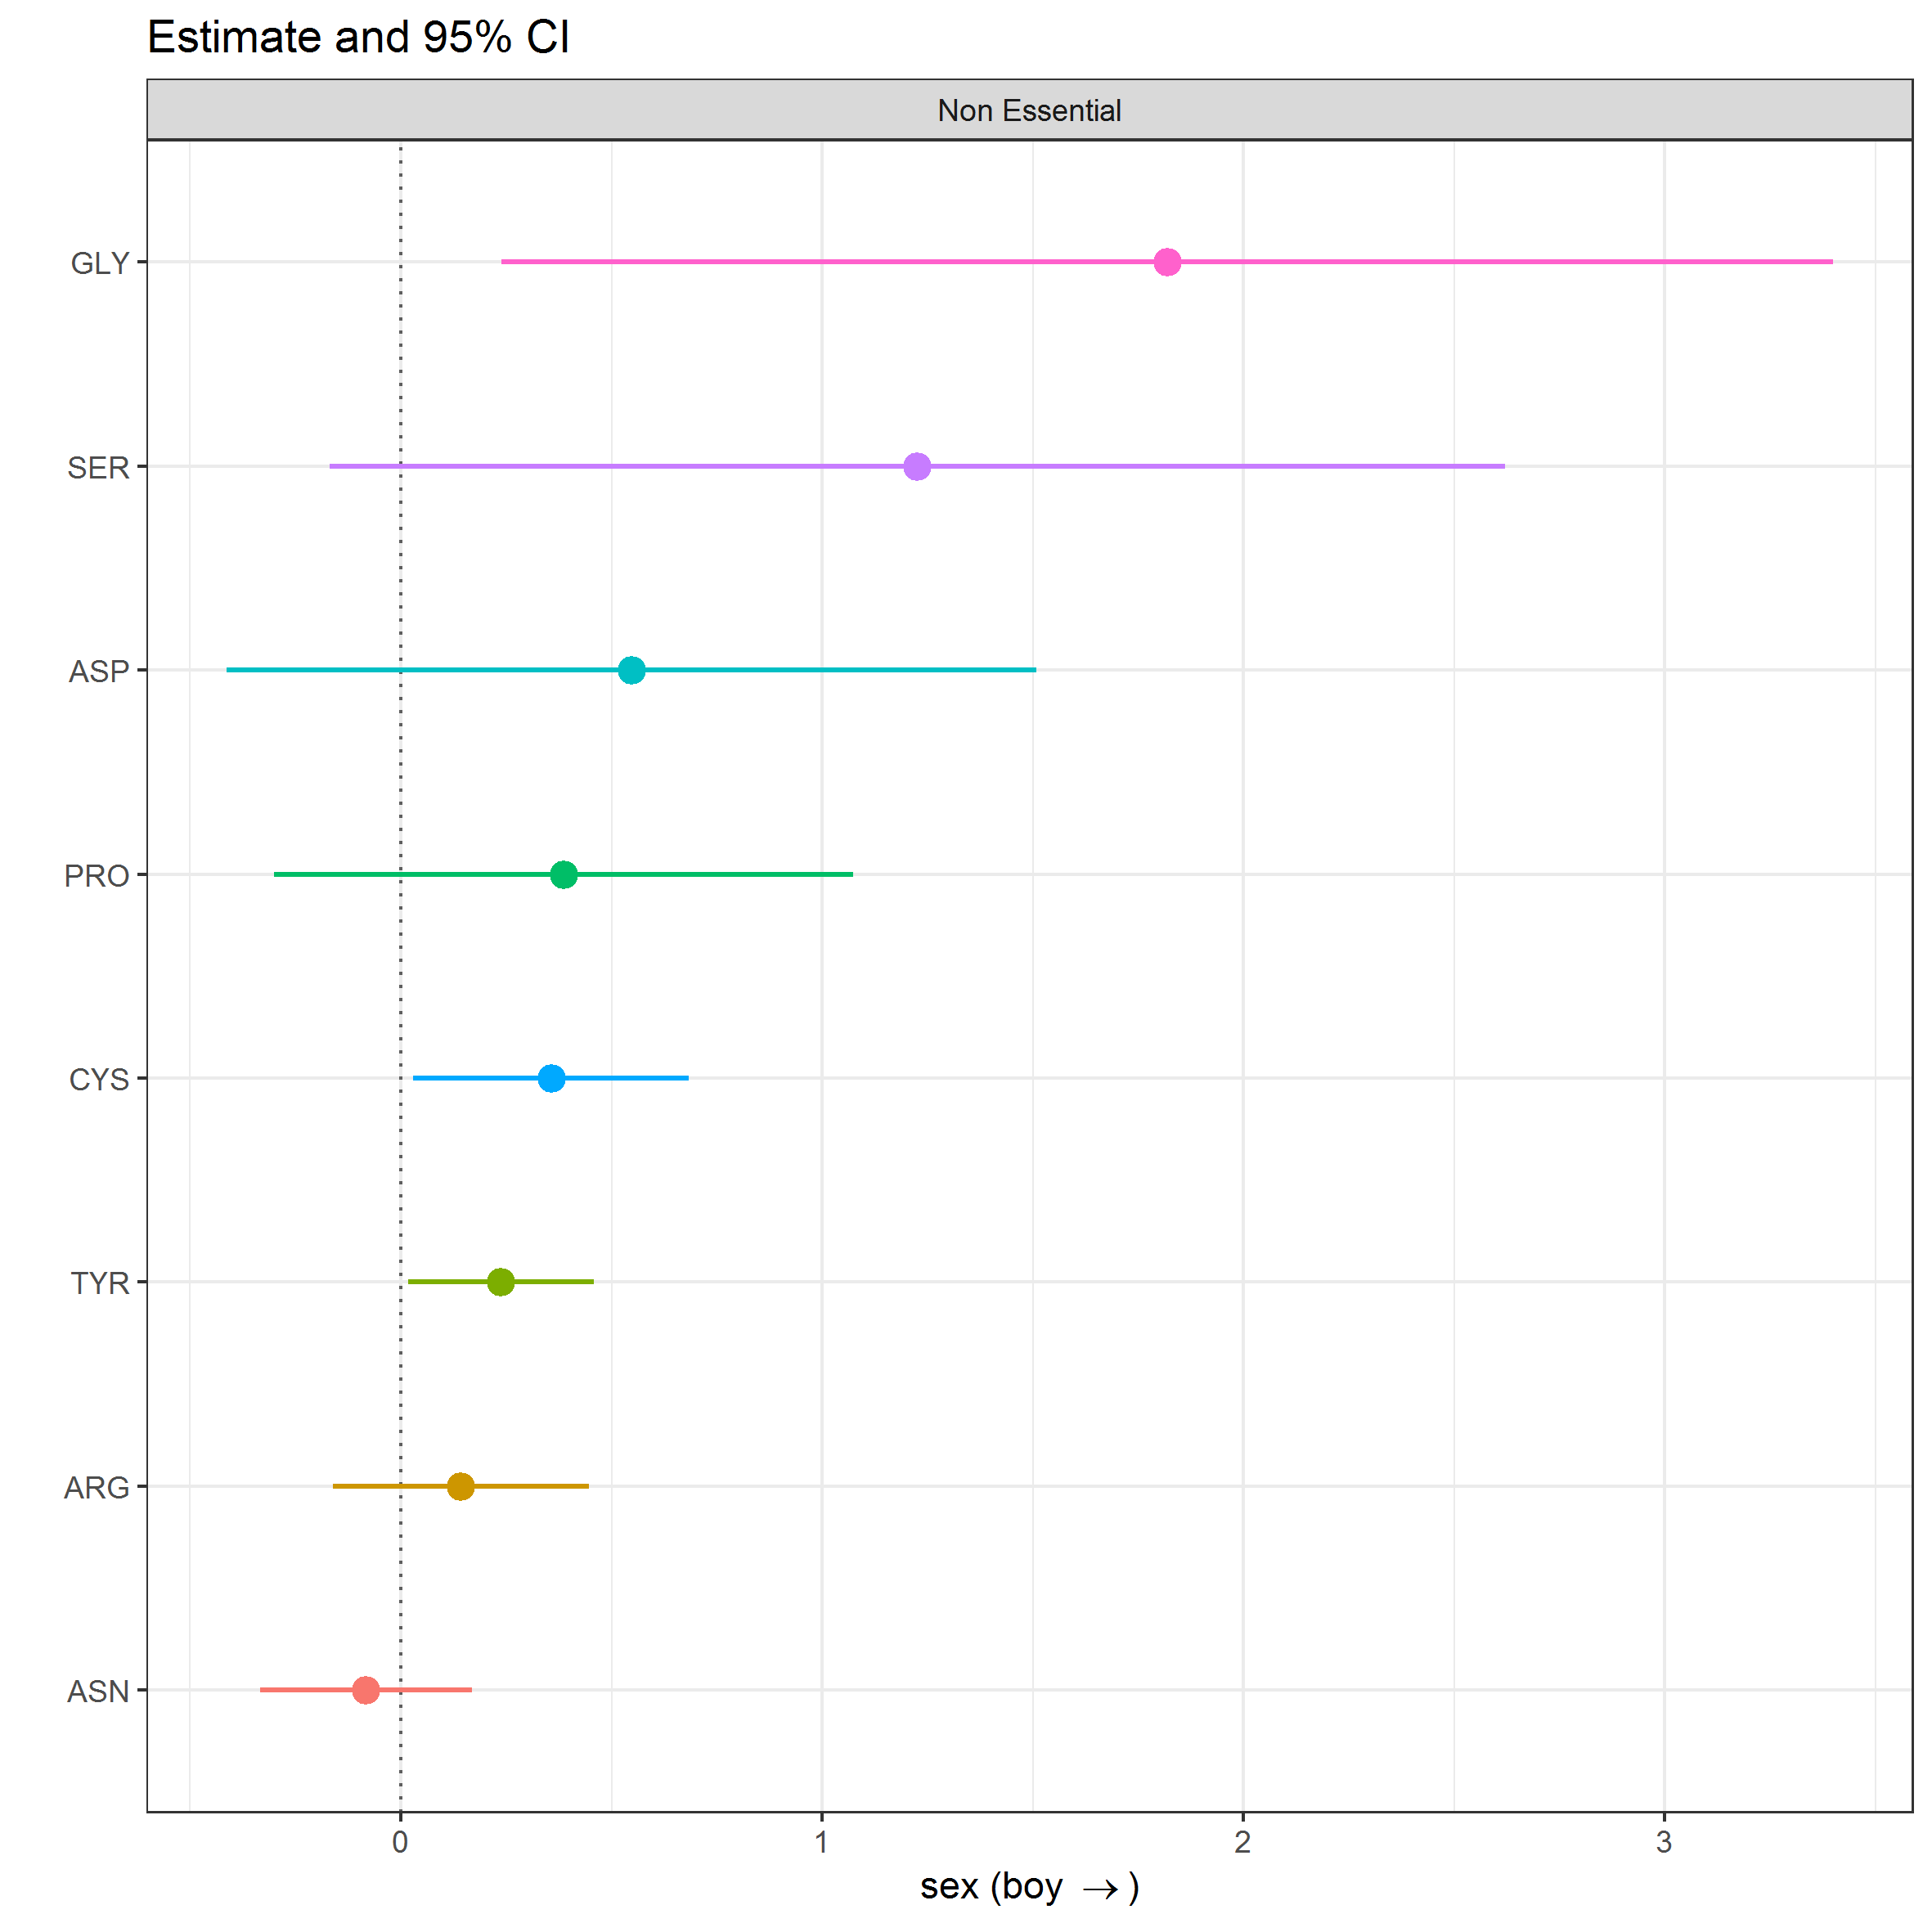 Estimate and 95% CI
Non Essential
GLY
SER
ASP
PRO
CYS
TYR
ARG
ASN
0 1 2 3
sex (boy → )